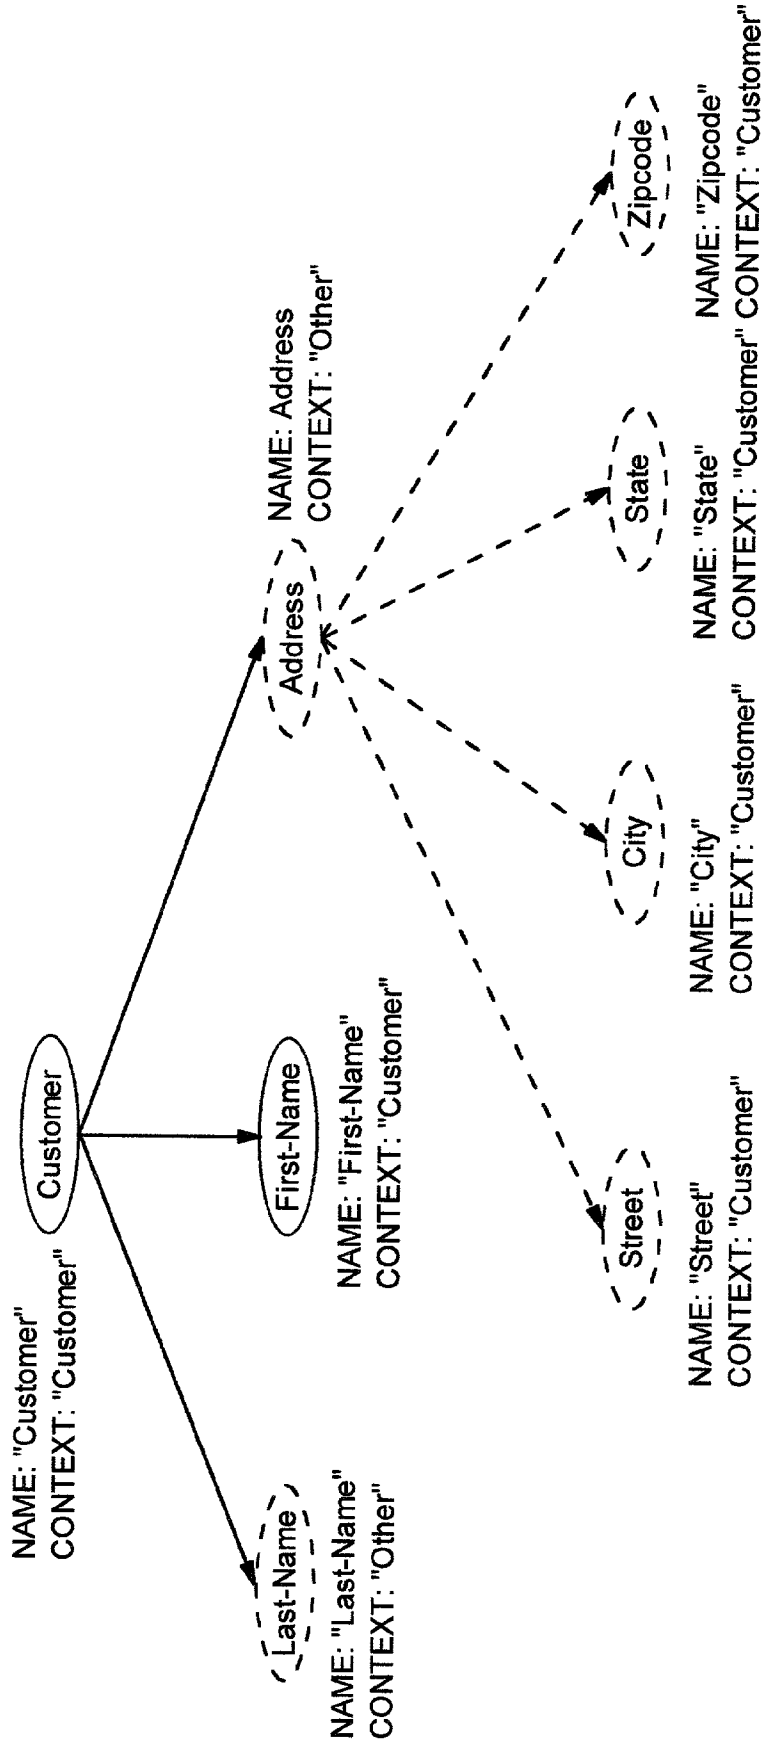 NAME: "Customer"
CONTEXT: "Customer"
Customer
Last-Name
NAME: "Last-Name"
CONTEXT: "Other"
First-Name
NAME: "First-Name"
CONTEXT: "Customer"
Address
NAME: Address
CONTEXT: "Other"
Street
NAME: "Street"
CONTEXT: "Customer"
City
NAME: "City"
CONTEXT: "Customer"
State
NAME: "State"
CONTEXT: "Customer"
Zipcode
NAME: "Zipcode"
CONTEXT: "Customer"